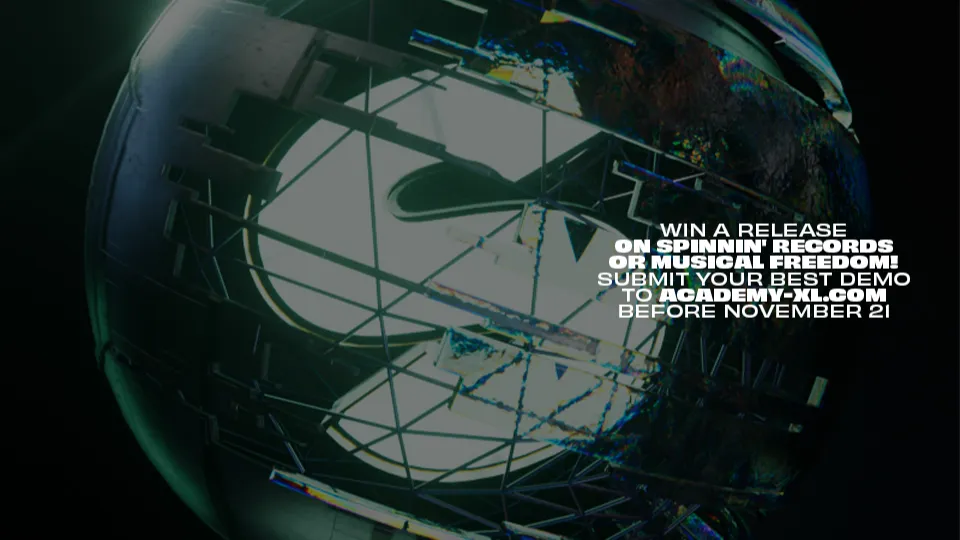 WIN A RELEASE
ON SPINNIN' RECORDS
OR MUSICAL FREEDOM!
SUBMIT YOUR BEST DEMO
TO ACADEMY-XL.COM
BEFORE NOVEMBER 21